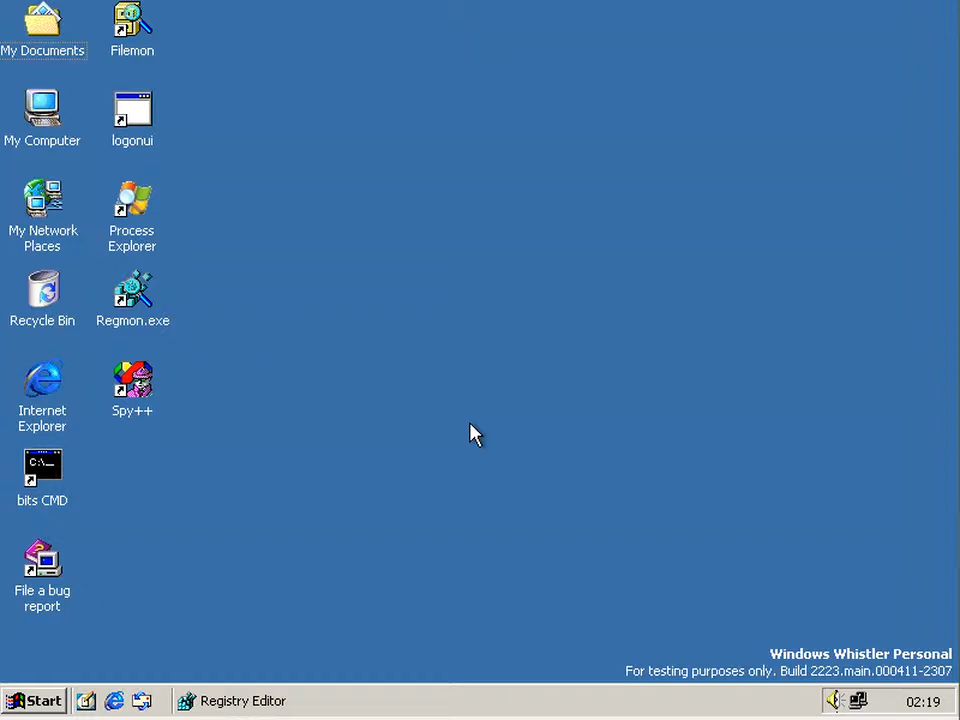 My Documents
Filemon
My Computer
logonui
My Network
Places
Process
Explorer
Recycle Bin
Regmon.exe
Internet
Explorer
Spy++
C:\_
bits CMD
File a bug
report
Windows Whistler Personal
For testing purposes only. Build 2223.main.000411-2307
Start
Registry Editor
02:19